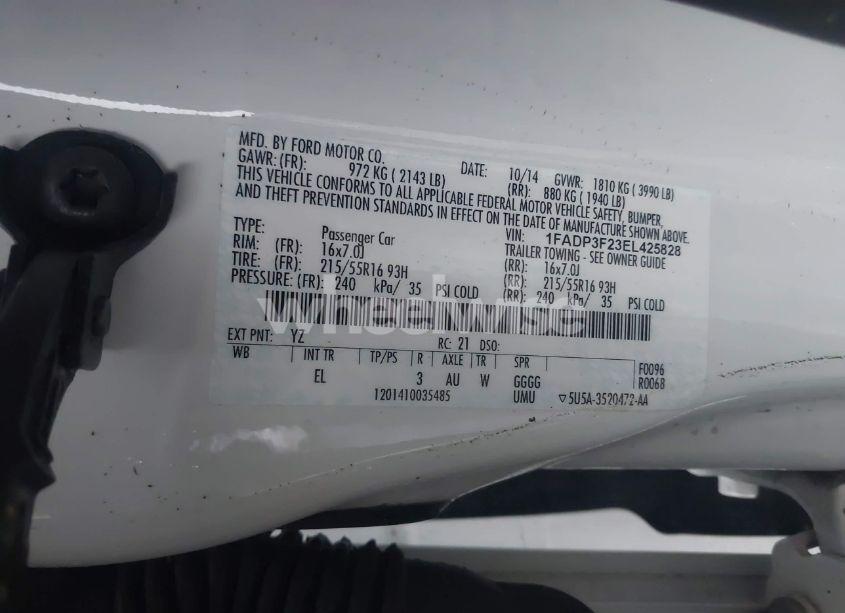 MFD. BY FORD MOTOR CO. DATE: 10/14 GVWR: 1810 KG ( 3990 LB)
GAWR: (FR): 972 KG ( 2143 LB) (RR): 880 KG ( 1940 LB)
THIS VEHICLE CONFORMS TO ALL APPLICABLE FEDERAL MOTOR VEHICLE SAFETY, BUMPER,
AND THEFT PREVENTION STANDARDS IN EFFECT ON THE DATE OF MANUFACTURE SHOWN ABOVE.
TYPE: Passenger Car VIN: 1FADP3F23EL425828
TRAILER TOWING - SEE OWNER GUIDE
RIM: (FR): 16x7.0J (RR): 16x7.0J
TIRE: (FR): 215/55R16 93H (RR): 215/55R16 93H
PRESSURE: (FR): 240 kPa/ 35 PSI COLD (RR): 240 kPa/ 35 PSI COLD
wheelwise
EXT PNT: YZ RC: 21 DSO:
WB INT TR TP/PS R AXLE TR SPR F0096
EL 3 AU W GGGG R0068
1201410035485 UMU ▽5U5A-3520472-AA